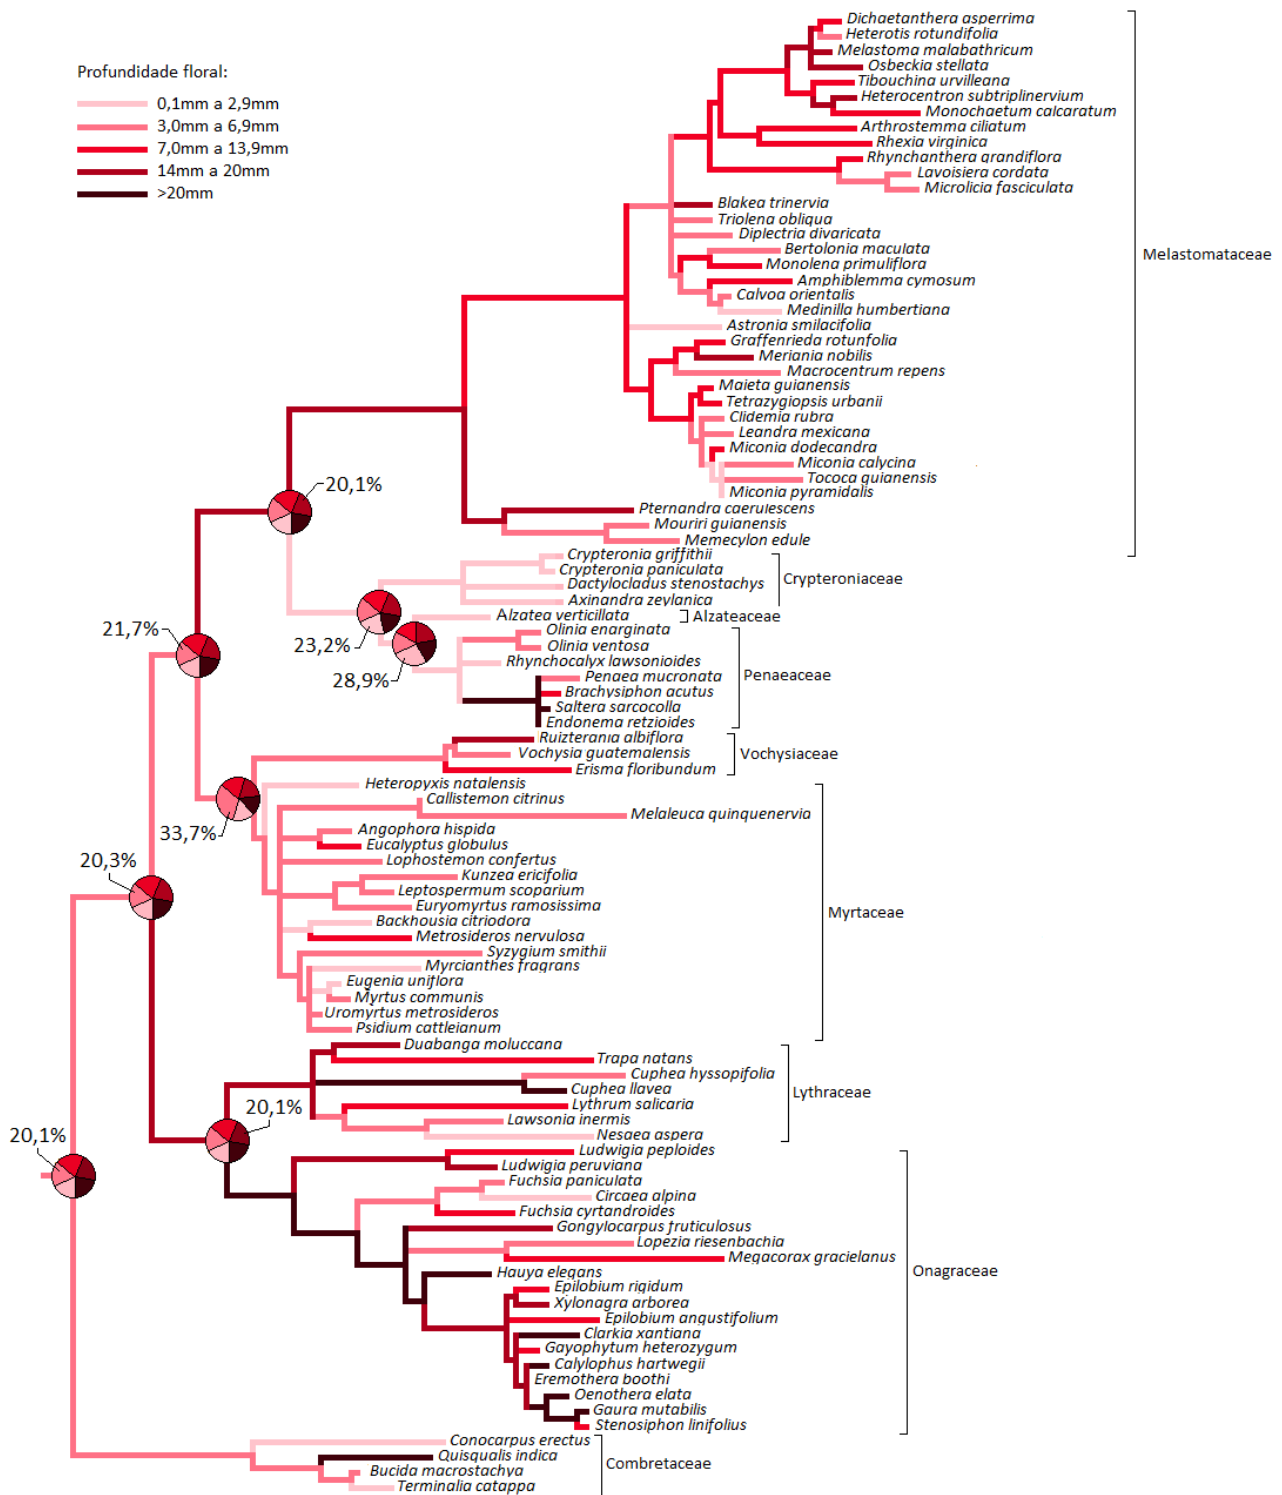 Profundidade floral:
0,1mm a 2,9mm
3,0mm a 6,9mm
7,0mm a 13,9mm
14mm a 20mm
>20mm
Dichaetanthera asperrima
Heterotis rotundifolia
Melastoma malabathricum
Osbeckia stellata
Tibouchina urvilleana
Heterocentron subtriplinervium
Monochaetum calcaratum
Arthrostemma ciliatum
Rhexia virginica
Rhynchanthera grandiflora
Lavoisiera cordata
Microlicia fasciculata
Blakea trinervia
Triolena obliqua
Diplectria divaricata
Bertolonia maculata
Melastomataceae
Monolena primuliflora
Amphiblemma cymosum
Calvoa orientalis
Medinilla humbertiana
Astronia smilacifolia
Graffenrieda rotunfolia
Meriania nobilis
Macrocentrum repens
Maieta guianensis
Tetrazygiopsis urbanii
Clidemia rubra
Leandra mexicana
Miconia dodecandra
Miconia calycina
Tococa guianensis
20,1%
Miconia pyramidalis
Pternandra caerulescens
Mouriri guianensis
Memecylon edule
Crypteronia griffithii
Crypteronia paniculata
Crypteroniaceae
Dactylocladus stenostachys
Axinandra zeylanica
Alzatea verticillata
Alzateaceae
21,7%
Olinia enarginata
23,2%
Olinia ventosa
Rhynchocalyx lawsonioides
Penaeaceae
28,9%
Penaea mucronata
Brachysiphon acutus
Saltera sarcocolla
Endonema retzioides
Ruizterania albiflora
Vochysia guatemalensis
Vochysiaceae
Erisma floribundum
Heteropyxis natalensis
Callistemon citrinus
Melaleuca quinquenervia
33,7%
Angophora hispida
Eucalyptus globulus
20,3%
Lophostemon confertus
Kunzea ericifolia
Leptospermum scoparium
Euryomyrtus ramosissima
Myrtaceae
Backhousia citriodora
Metrosideros nervulosa
Syzygium smithii
Myrcianthes fragrans
Eugenia uniflora
Myrtus communis
Uromyrtus metrosideros
Psidium cattleianum
Duabanga moluccana
Trapa natans
Cuphea hyssopifolia
Cuphea llavea
Lythraceae
20,1%
Lythrum salicaria
Lawsonia inermis
20,1%
Nesaea aspera
Ludwigia peploides
Ludwigia peruviana
Fuchsia paniculata
Circaea alpina
Fuchsia cyrtandroides
Gongylocarpus fruticulosus
Lopezia riesenbachia
Megacorax gracielanus
Onagraceae
Hauya elegans
Epilobium rigidum
Xylonagra arborea
Epilobium angustifolium
Clarkia xantiana
Gayophytum heterozygum
Calylophus hartwegii
Eremothera boothi
Oenothera elata
Gaura mutabilis
Stenosiphon linifolius
Conocarpus erectus
Quisqualis indica
Combretaceae
Bucida macrostachya
Terminalia catappa